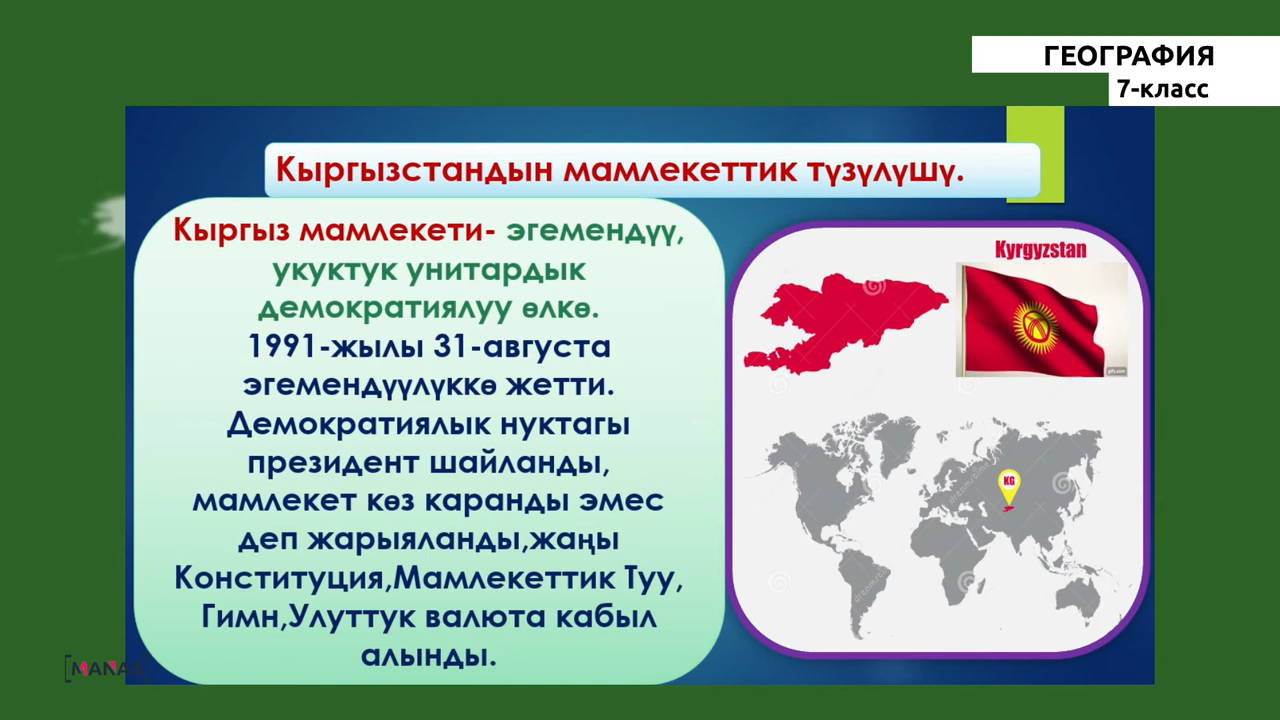 ГЕОГРАФИЯ
7-класс
Кыргызстандын мамлекеттик түзүлүшү.
Кыргыз мамлекети- эгемендүү,
укуктук унитардык
демократиялуу өлкө.
1991-жылы 31-августа
эгемендүүлүккө жетти.
Демократиялык нуктагы
президент шайланды,
мамлекет көз каранды эмес
деп жарыяланды,жаңы
Конституция,Мамлекеттик Туу,
Гимн,Улуттук валюта кабыл
алынды.
Kyrgyzstan
KG
MANAS